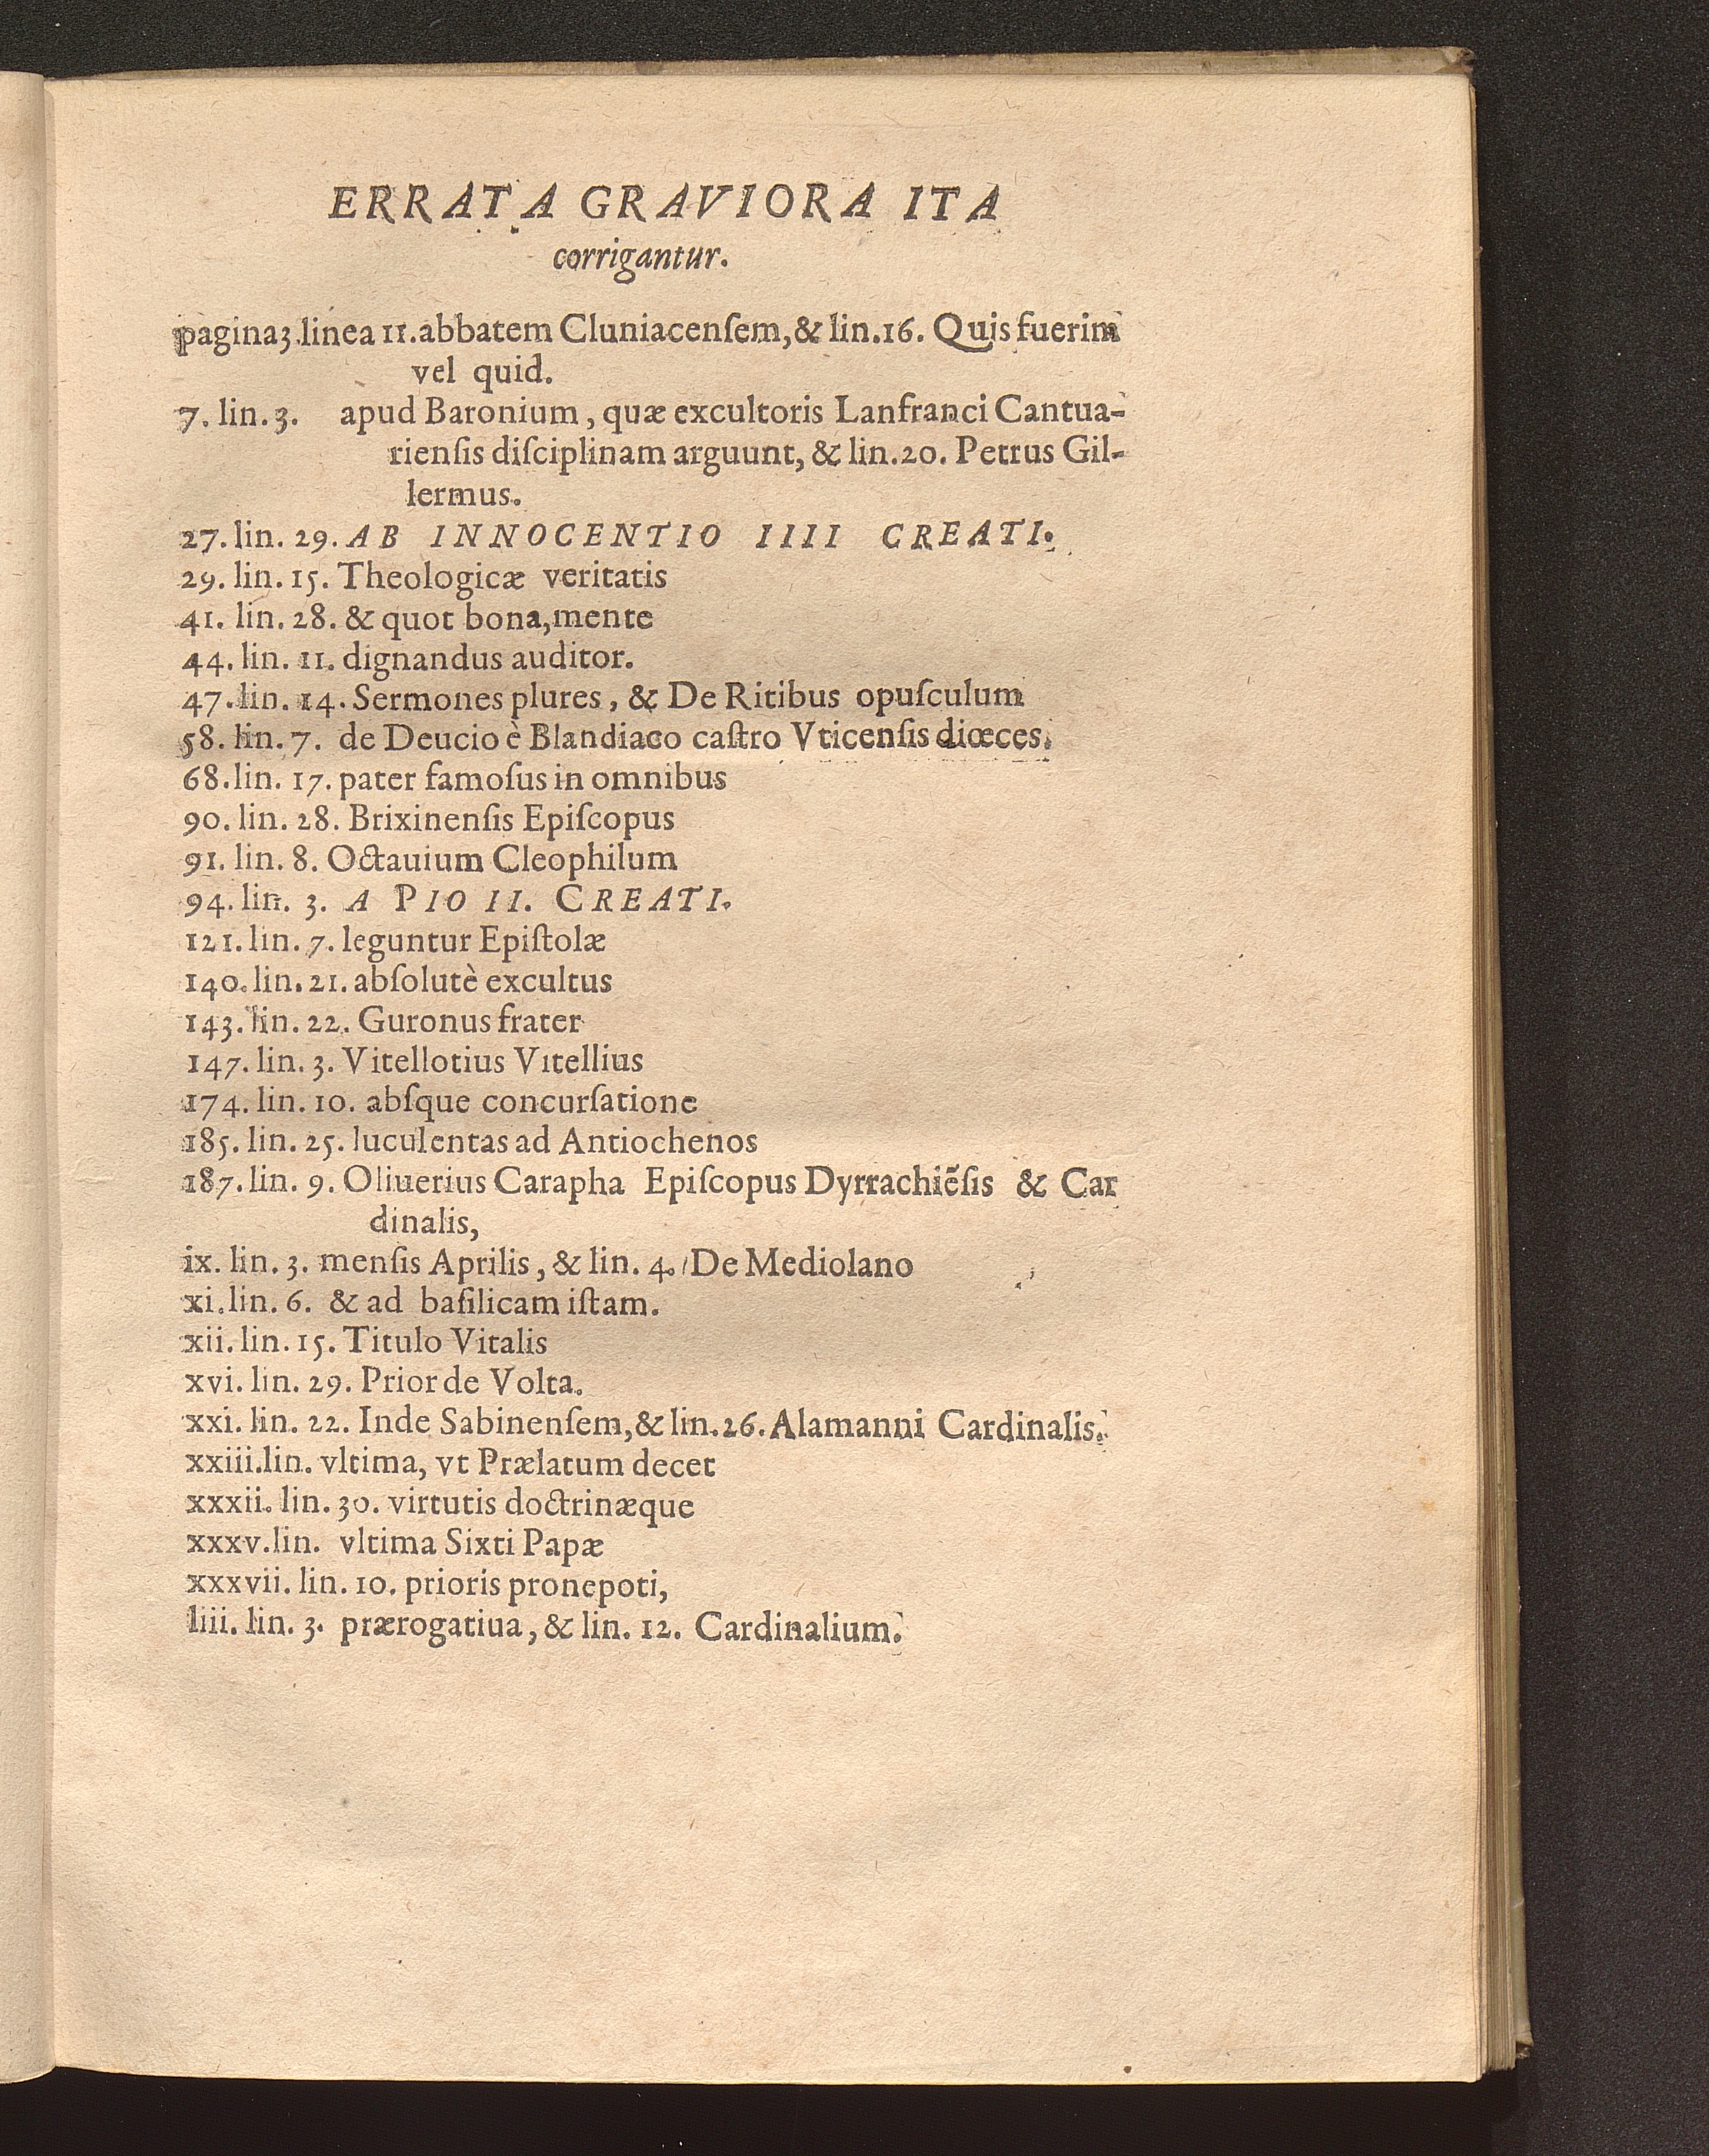 ERRATA GRAVIORA ITA
corrigantur.
pagina 3. linea 11. abbatem Cluniacenſem, & lin. 16. Quis fuerim
vel quid.
7. lin. 3. apud Baronium, quæ excultoris Lanfranci Cantua-
rienſis diſciplinam arguunt, & lin. 20. Petrus Gil-
lermus.
27. lin. 29. AB INNOCENTIO IIII CREATI.
29. lin. 15. Theologicæ veritatis
41. lin. 28. & quot bona, mente
44. lin. 11. dignandus auditor.
47. lin. 14. Sermones plures, & De Ritibus opuſculum
58. lin. 7. de Deucio è Blandiaco caſtro Vticenſis diœces.
68. lin. 17. pater famoſus in omnibus
90. lin. 28. Brixinenſis Epiſcopus
91. lin. 8. Octauium Cleophilum
94. lin. 3. A PIO II. CREATI.
121. lin. 7. leguntur Epiſtolæ
140. lin. 21. abſolutè excultus
143. lin. 22. Guronus frater
147. lin. 3. Vitellotius Vitellius
174. lin. 10. abſque concurſatione
185. lin. 25. luculentas ad Antiochenos
187. lin. 9. Oliuerius Carapha Epiſcopus Dyrrachiẽſis & Car
dinalis,
ix. lin. 3. menſis Aprilis, & lin. 4. De Mediolano
xi. lin. 6. & ad baſilicam iſtam.
xii. lin. 15. Titulo Vitalis
xvi. lin. 29. Prior de Volta.
xxi. lin. 22. Inde Sabinenſem, & lin. 26. Alamanni Cardinalis.
xxiii. lin. vltima, vt Prælatum decet
xxxii. lin. 30. virtutis doctrinæque
xxxv. lin. vltima Sixti Papæ
xxxvii. lin. 10. prioris pronepoti,
liii. lin. 3. prærogatiua, & lin. 12. Cardinalium.